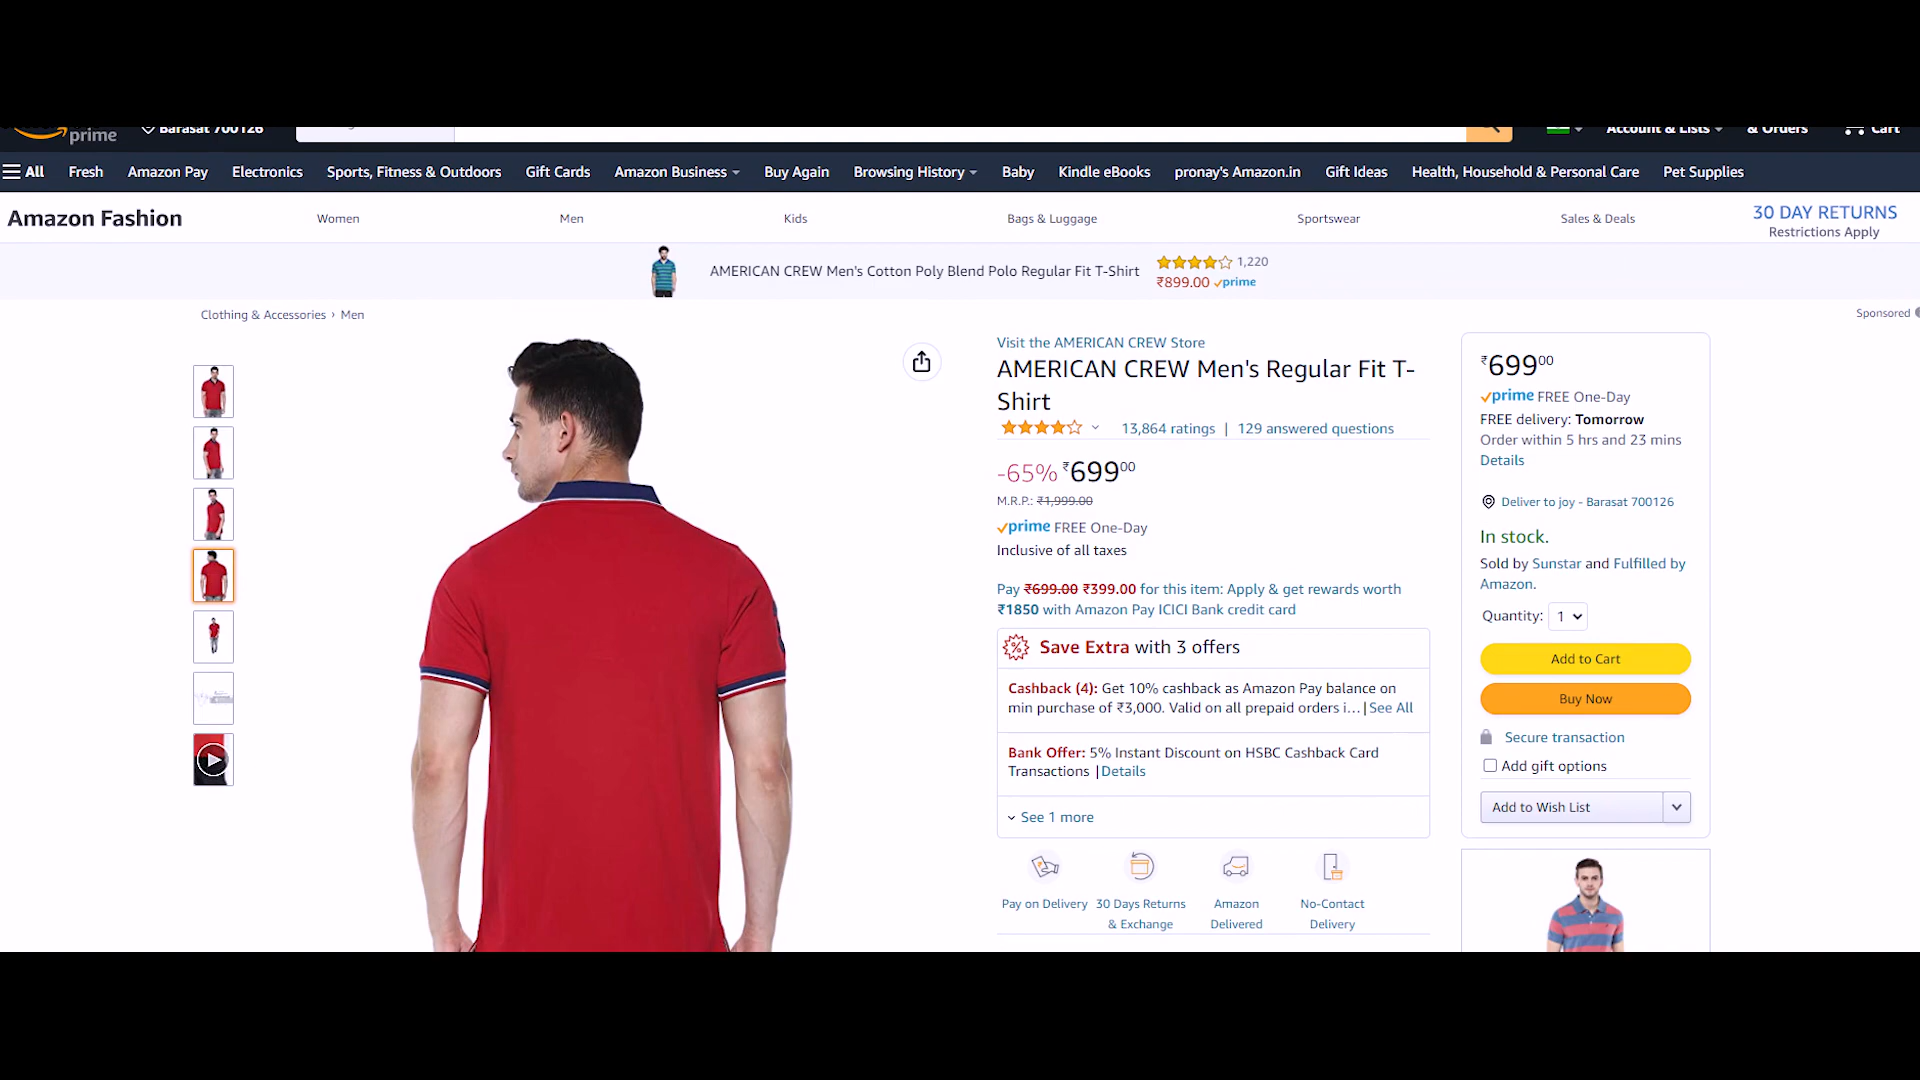 prime
Barasat 700126
Account & Lists
& Orders
Cart
All
Fresh
Amazon Pay
Electronics
Sports, Fitness & Outdoors
Gift Cards
Amazon Business
Buy Again
Browsing History
Baby
Kindle eBooks
pronay's Amazon.in
Gift Ideas
Health, Household & Personal Care
Pet Supplies
Amazon Fashion
Women
Men
Kids
Bags & Luggage
Sportswear
Sales & Deals
30 DAY RETURNS
Restrictions Apply
AMERICAN CREW Men's Cotton Poly Blend Polo Regular Fit T-Shirt
1,220
₹899.00 prime
Clothing & Accessories › Men
Sponsored
Visit the AMERICAN CREW Store
AMERICAN CREW Men's Regular Fit T-
Shirt
13,864 ratings | 129 answered questions
-65% ₹699⁰⁰
M.R.P.: ₹1,999.00
prime FREE One-Day
Inclusive of all taxes
Pay ₹699.00 ₹399.00 for this item: Apply & get rewards worth
₹1850 with Amazon Pay ICICI Bank credit card
Save Extra with 3 offers
Cashback (4): Get 10% cashback as Amazon Pay balance on
min purchase of ₹3,000. Valid on all prepaid orders i… | See All
Bank Offer: 5% Instant Discount on HSBC Cashback Card
Transactions | Details
See 1 more
Pay on Delivery
30 Days Returns
& Exchange
Amazon
Delivered
No-Contact
Delivery
₹699⁰⁰
prime FREE One-Day
FREE delivery: Tomorrow
Order within 5 hrs and 23 mins
Details
Deliver to joy - Barasat 700126
In stock.
Sold by Sunstar and Fulfilled by
Amazon.
Quantity: 1
Add to Cart
Buy Now
Secure transaction
Add gift options
Add to Wish List